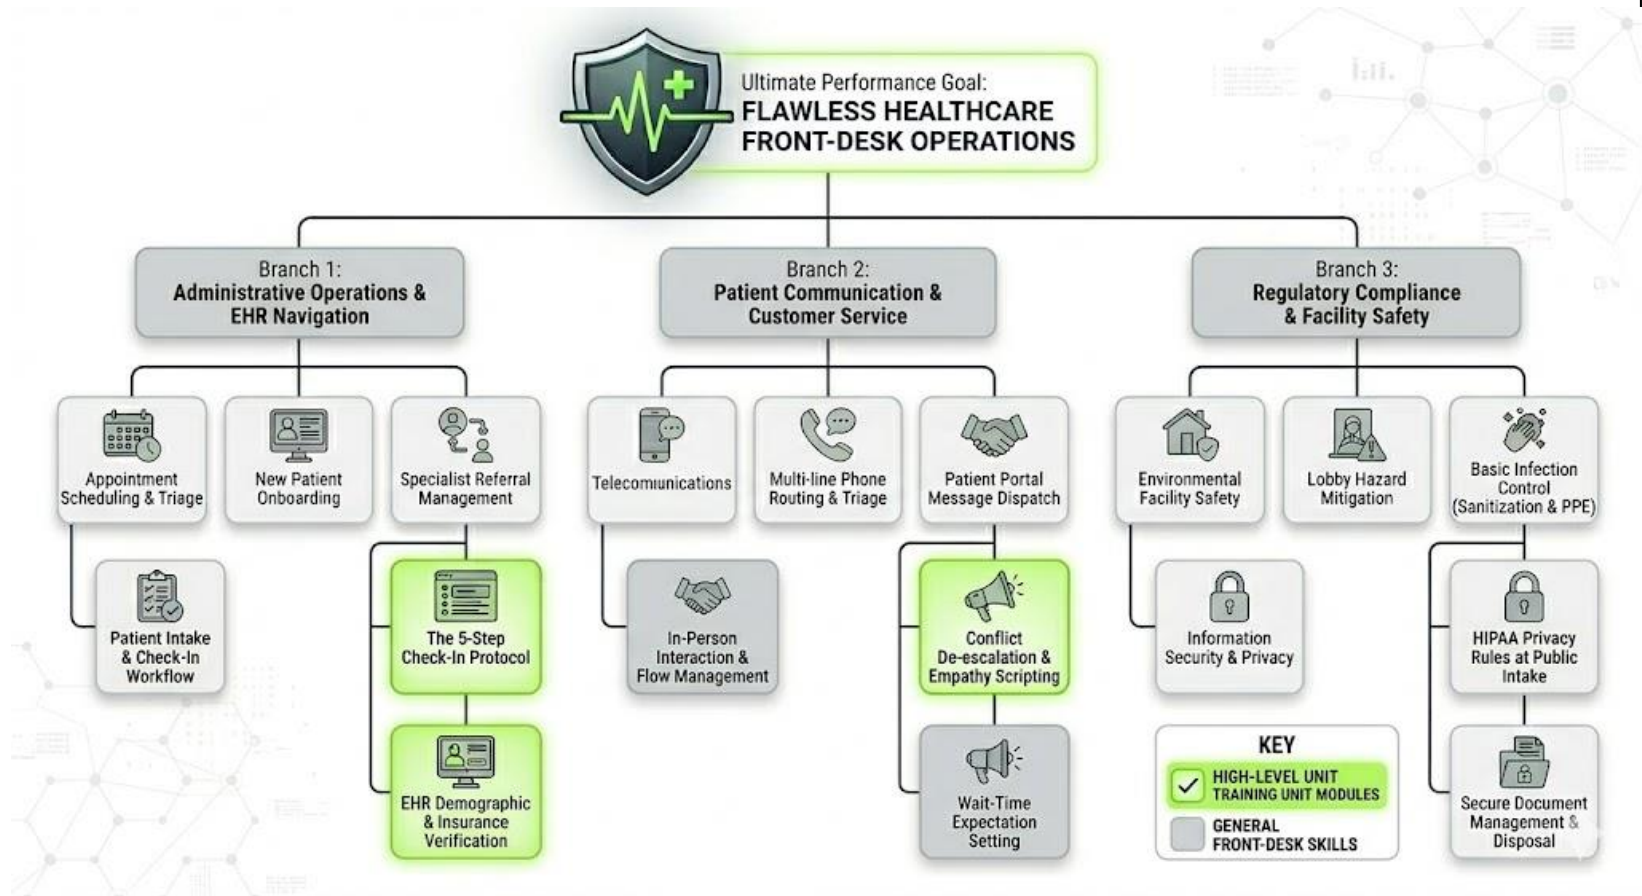 Ultimate Performance Goal:
FLAWLESS HEALTHCARE
FRONT-DESK OPERATIONS
Branch 1:
Administrative Operations &
EHR Navigation
Branch 2:
Patient Communication &
Customer Service
Branch 3:
Regulatory Compliance
& Facility Safety
Appointment
Scheduling & Triage
New Patient
Onboarding
Specialist Referral
Management
Telecommunications
Multi-line Phone
Routing & Triage
Patient Portal
Message Dispatch
Environmental
Facility Safety
Lobby Hazard
Mitigation
Basic Infection
Control
(Sanitization & PPE)
Patient Intake
& Check-In
Workflow
The 5-Step
Check-In Protocol
In-Person
Interaction &
Flow Management
Conflict
De-escalation &
Empathy Scripting
Information
Security & Privacy
HIPAA Privacy
Rules at Public
Intake
EHR Demographic
& Insurance
Verification
Wait-Time
Expectation
Setting
KEY
HIGH-LEVEL UNIT
TRAINING UNIT MODULES
GENERAL
FRONT-DESK SKILLS
Secure Document
Management &
Disposal